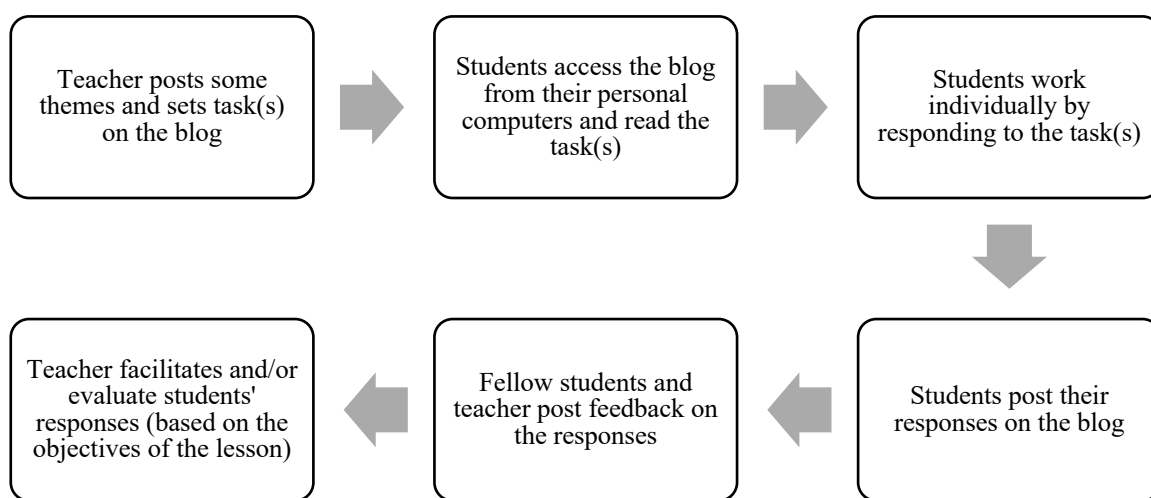 Teacher posts some
themes and sets task(s)
on the blog
Students access the blog
from their personal
computers and read the
task(s)
Students work
individually by
responding to the task(s)
Students post their
responses on the blog
Fellow students and
teacher post feedback on
the responses
Teacher facilitates and/or
evaluate students'
responses (based on the
objectives of the lesson)